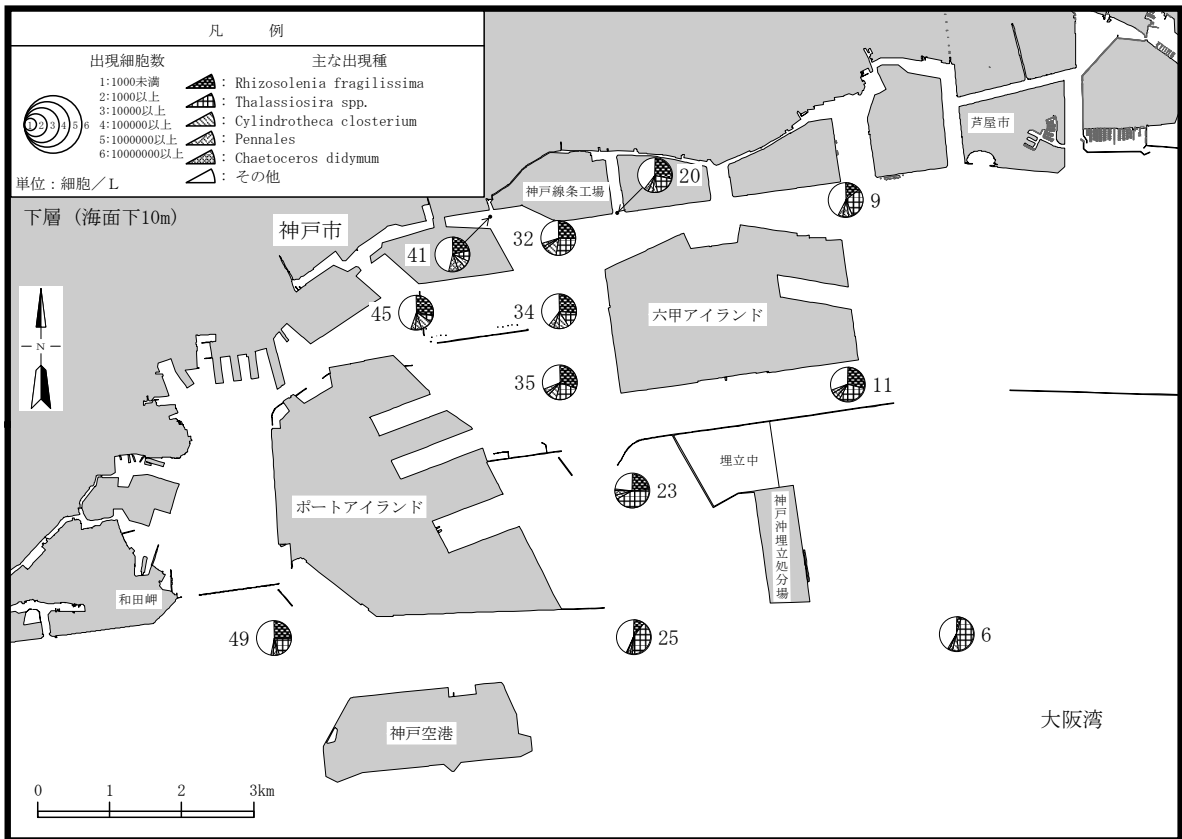 凡 例
出現細胞数
1:1000未満
2:1000以上
3:10000以上
4:100000以上
5:1000000以上
6:10000000以上
1 2 3 4 5 6
主な出現種
: Rhizosolenia fragilissima
: Thalassiosira spp.
: Cylindrotheca closterium
: Pennales
: Chaetoceros didymum
: その他
単位：細胞／L
下層（海面下10m）
芦屋市
神戸線条工場
20
9
神戸市
32
41
45
34
六甲アイランド
N
35
11
埋立中
23
ポートアイランド
神戸沖埋立処分場
和田岬
49
25
6
大阪湾
神戸空港
0 1 2 3km